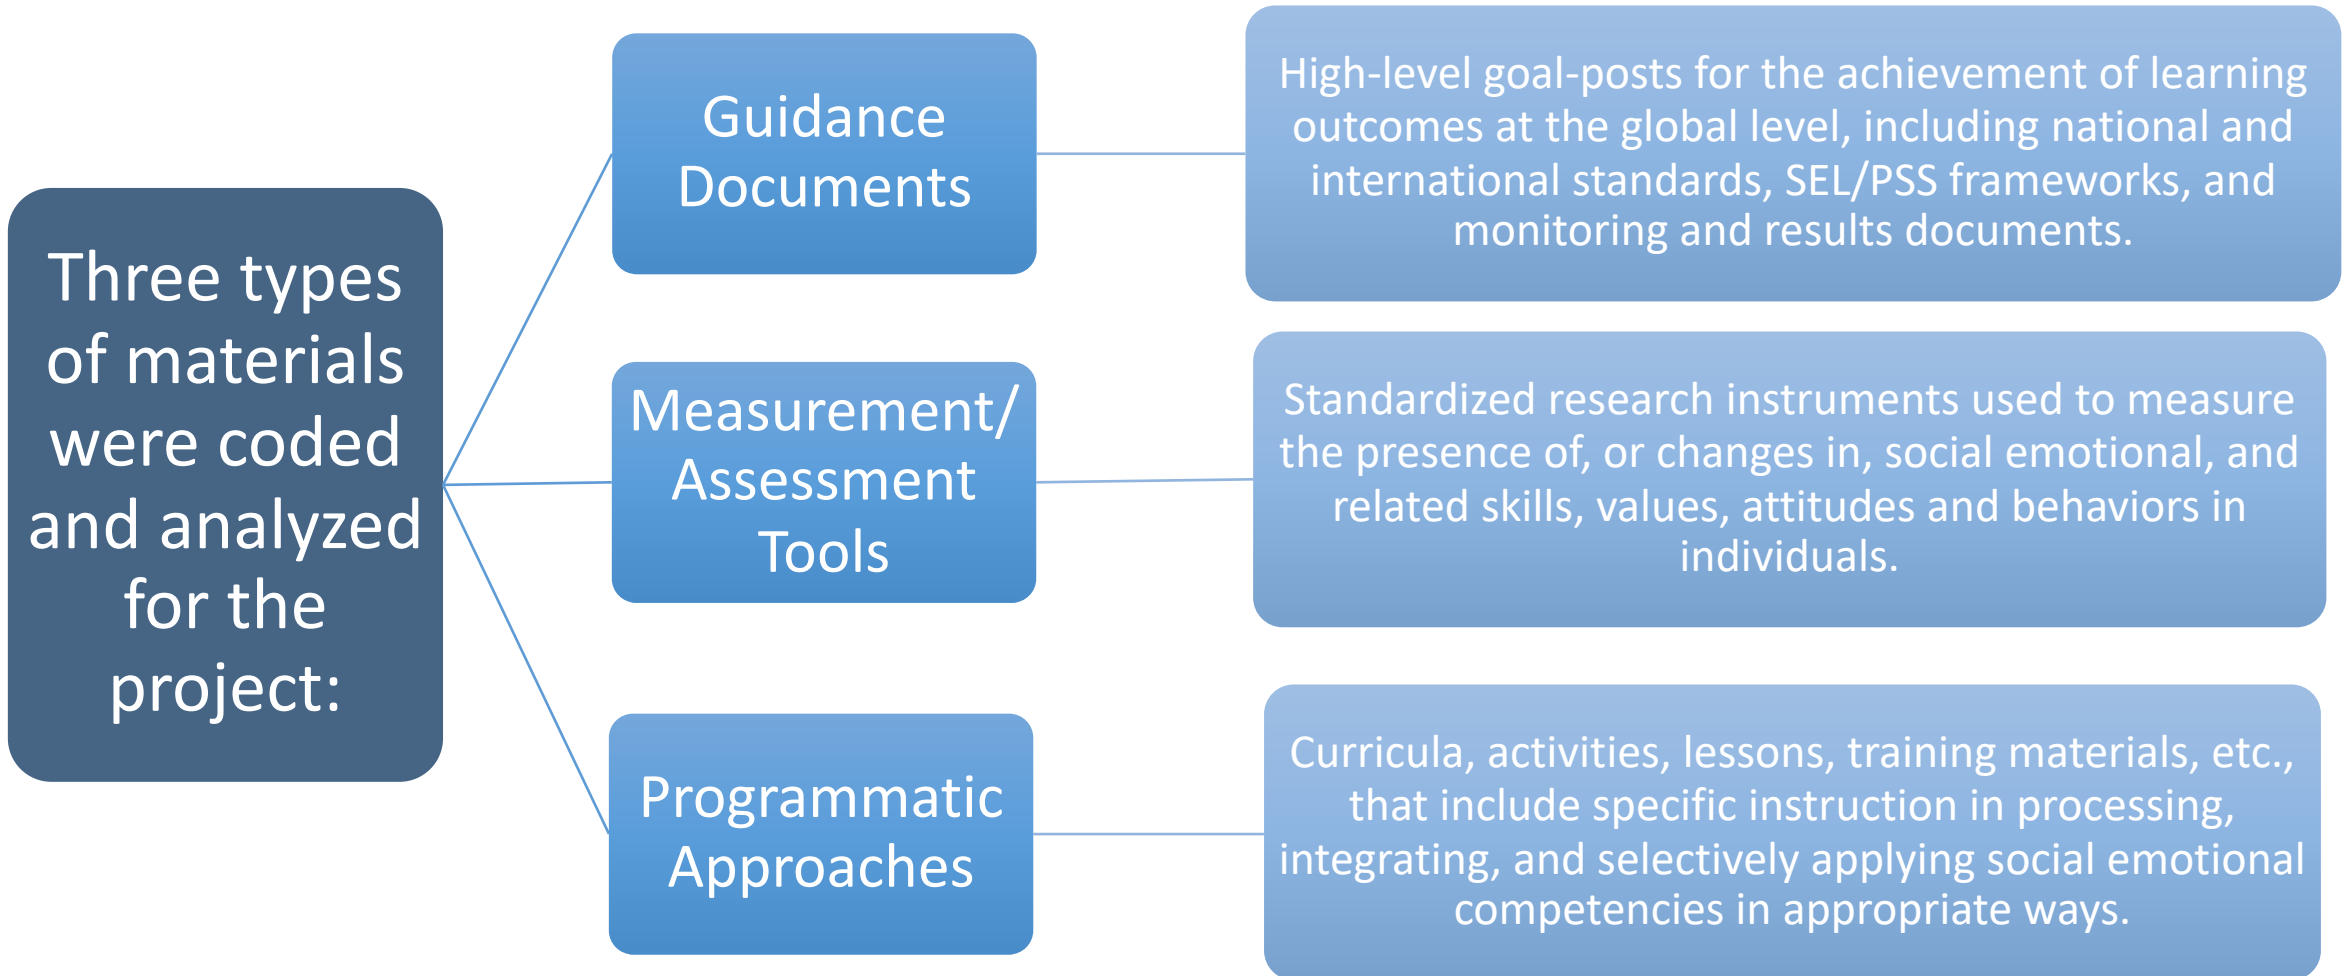 Three types
of materials
were coded
and analyzed
for the
project:
Guidance
Documents
High-level goal-posts for the achievement of learning
outcomes at the global level, including national and
international standards, SEL/PSS frameworks, and
monitoring and results documents.
Measurement/
Assessment
Tools
Standardized research instruments used to measure
the presence of, or changes in, social emotional, and
related skills, values, attitudes and behaviors in
individuals.
Programmatic
Approaches
Curricula, activities, lessons, training materials, etc.,
that include specific instruction in processing,
integrating, and selectively applying social emotional
competencies in appropriate ways.